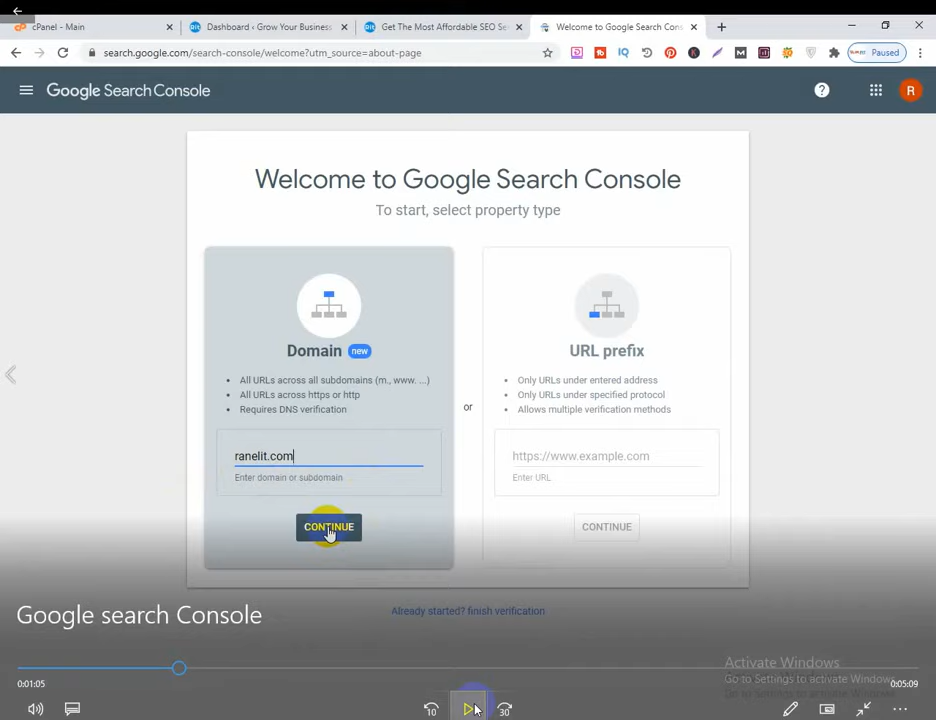 cPanel - Main
Dashboard ‹ Grow Your Business
Get The Most Affordable SEO Se
Welcome to Google Search Cons
search.google.com/search-console/welcome?utm_source=about-page
Paused
Google Search Console
R
Welcome to Google Search Console
To start, select property type
Domain new
• All URLs across all subdomains (m., www. ...)
• All URLs across https or http
• Requires DNS verification
ranelit.com
Enter domain or subdomain
CONTINUE
or
URL prefix
• Only URLs under entered address
• Only URLs under specified protocol
• Allows multiple verification methods
https://www.example.com
Enter URL
CONTINUE
Already started? finish verification
Google search Console
Activate Windows
Go to Settings to activate Windows.
0:01:05
0:05:09
10
30